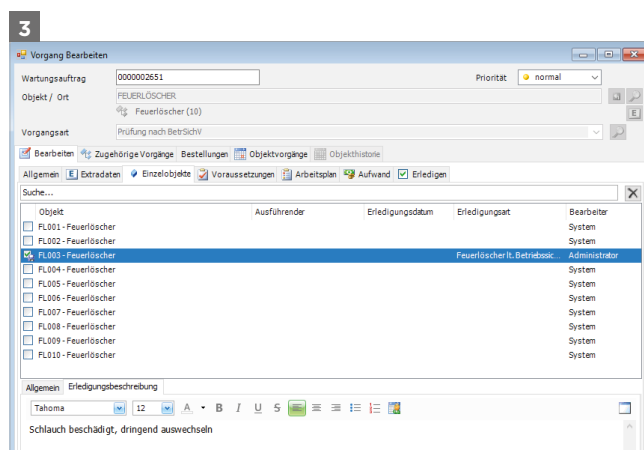 3
Vorgang Bearbeiten
Wartungsauftrag 0000002651 Priorität normal
Objekt / Ort FEUERLÖSCHER
Feuerlöscher (10)
E
Vorgangsart Prüfung nach BetrSichV
Bearbeiten Zugehörige Vorgänge Bestellungen Objektvorgänge Objekthistorie
Allgemein E Extradaten Einzelobjekte Voraussetzungen Arbeitsplan Aufwand Erledigen
Suche...
Objekt Ausführender Erledigungsdatum Erledigungsart Bearbeiter
FL001 - Feuerlöscher System
FL002 - Feuerlöscher System
FL003 - Feuerlöscher Feuerlöscher lt. Betriebssic... Administrator
FL004 - Feuerlöscher System
FL005 - Feuerlöscher System
FL006 - Feuerlöscher System
FL007 - Feuerlöscher System
FL008 - Feuerlöscher System
FL009 - Feuerlöscher System
FL010 - Feuerlöscher System
Allgemein Erledigungsbeschreibung
Tahoma 12 A B I U S
Schlauch beschädigt, dringend auswechseln